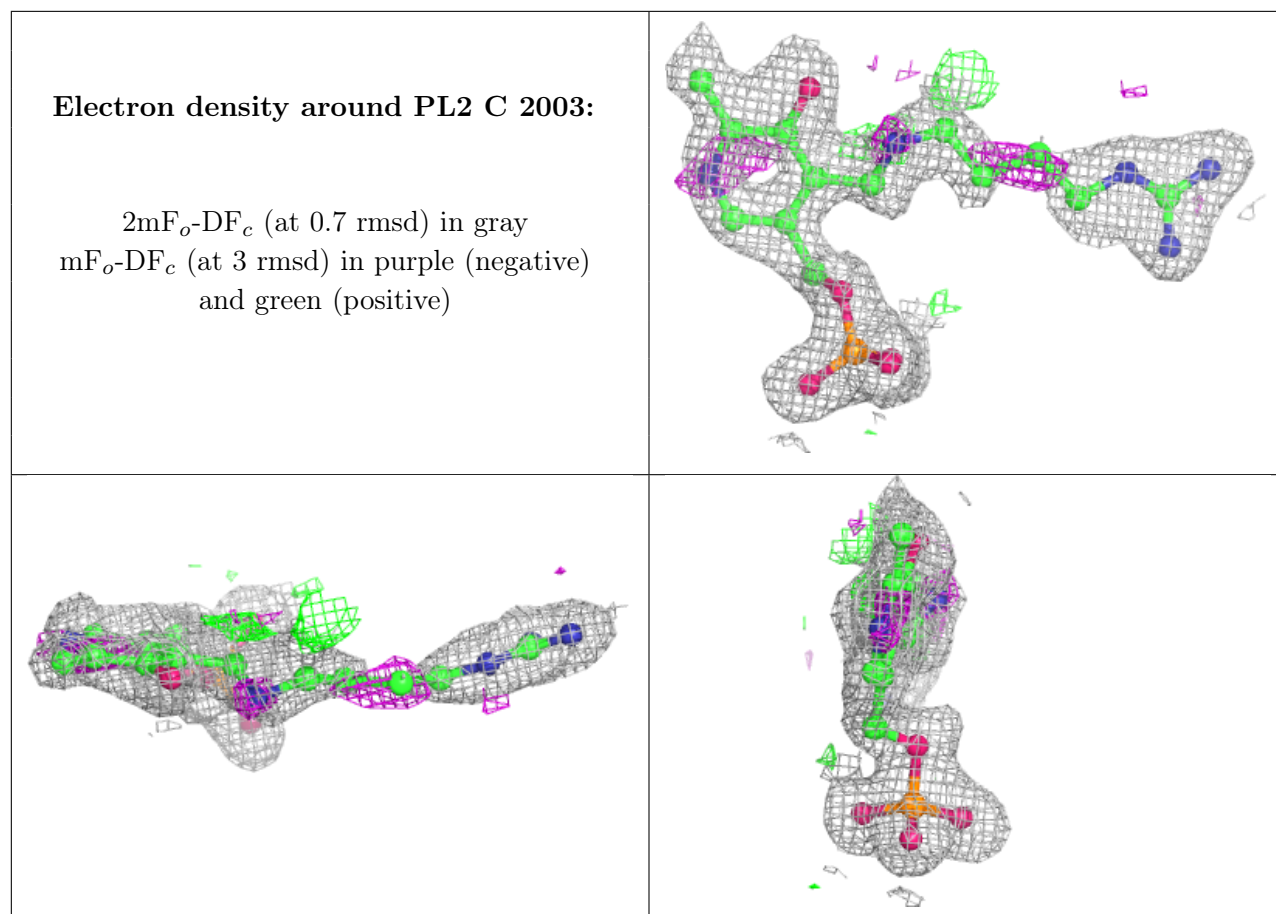 Electron density around PL2 C 2003:
2mFo-DFc (at 0.7 rmsd) in gray
mFo-DFc (at 3 rmsd) in purple (negative)
and green (positive)